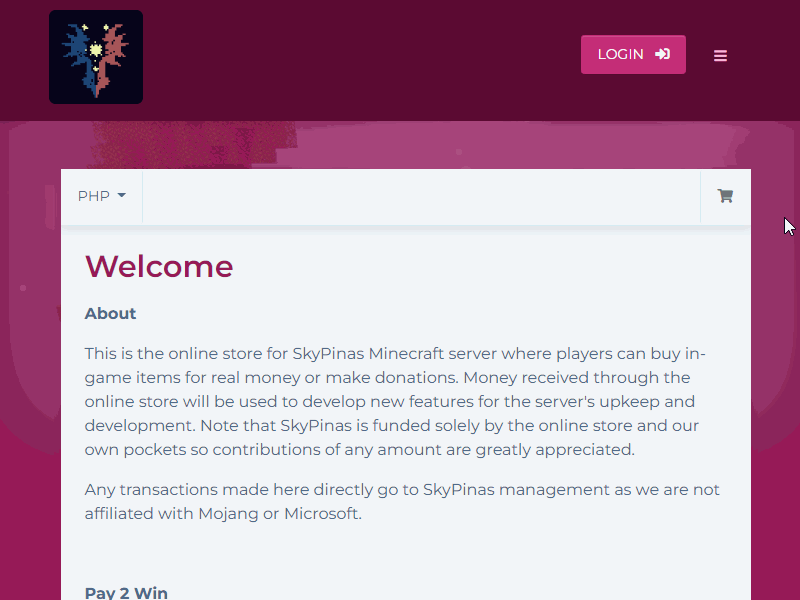 LOGIN
PHP
Welcome
About
This is the online store for SkyPinas Minecraft server where players can buy in-
game items for real money or make donations. Money received through the
online store will be used to develop new features for the server's upkeep and
development. Note that SkyPinas is funded solely by the online store and our
own pockets so contributions of any amount are greatly appreciated.
Any transactions made here directly go to SkyPinas management as we are not
affiliated with Mojang or Microsoft.
Pay 2 Win